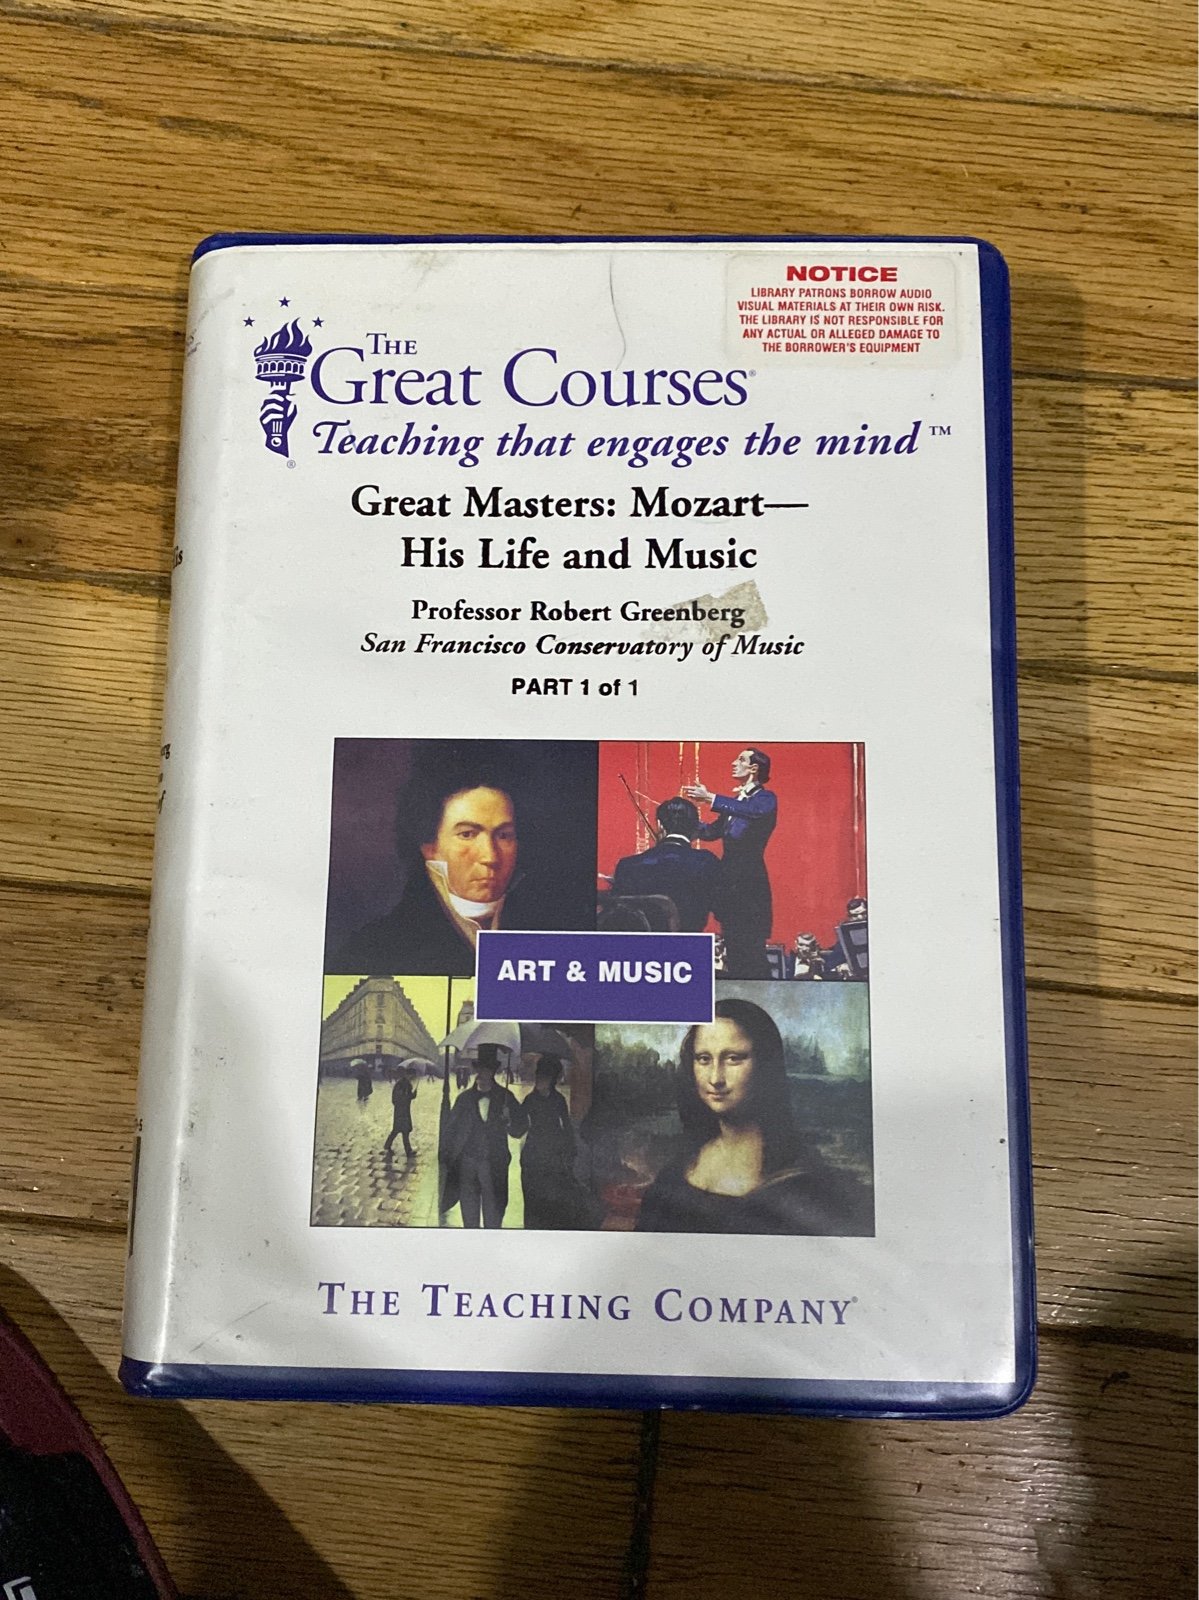 NOTICE
LIBRARY PATRONS BORROW AUDIO
VISUAL MATERIALS AT THEIR OWN RISK.
THE LIBRARY IS NOT RESPONSIBLE FOR
ANY ACTUAL OR ALLEGED DAMAGE TO
THE BORROWER'S EQUIPMENT
THE
Great Courses®
Teaching that engages the mind™
®
Great Masters: Mozart—
His Life and Music
Professor Robert Greenberg
San Francisco Conservatory of Music
PART 1 of 1
ART & MUSIC
THE TEACHING COMPANY®